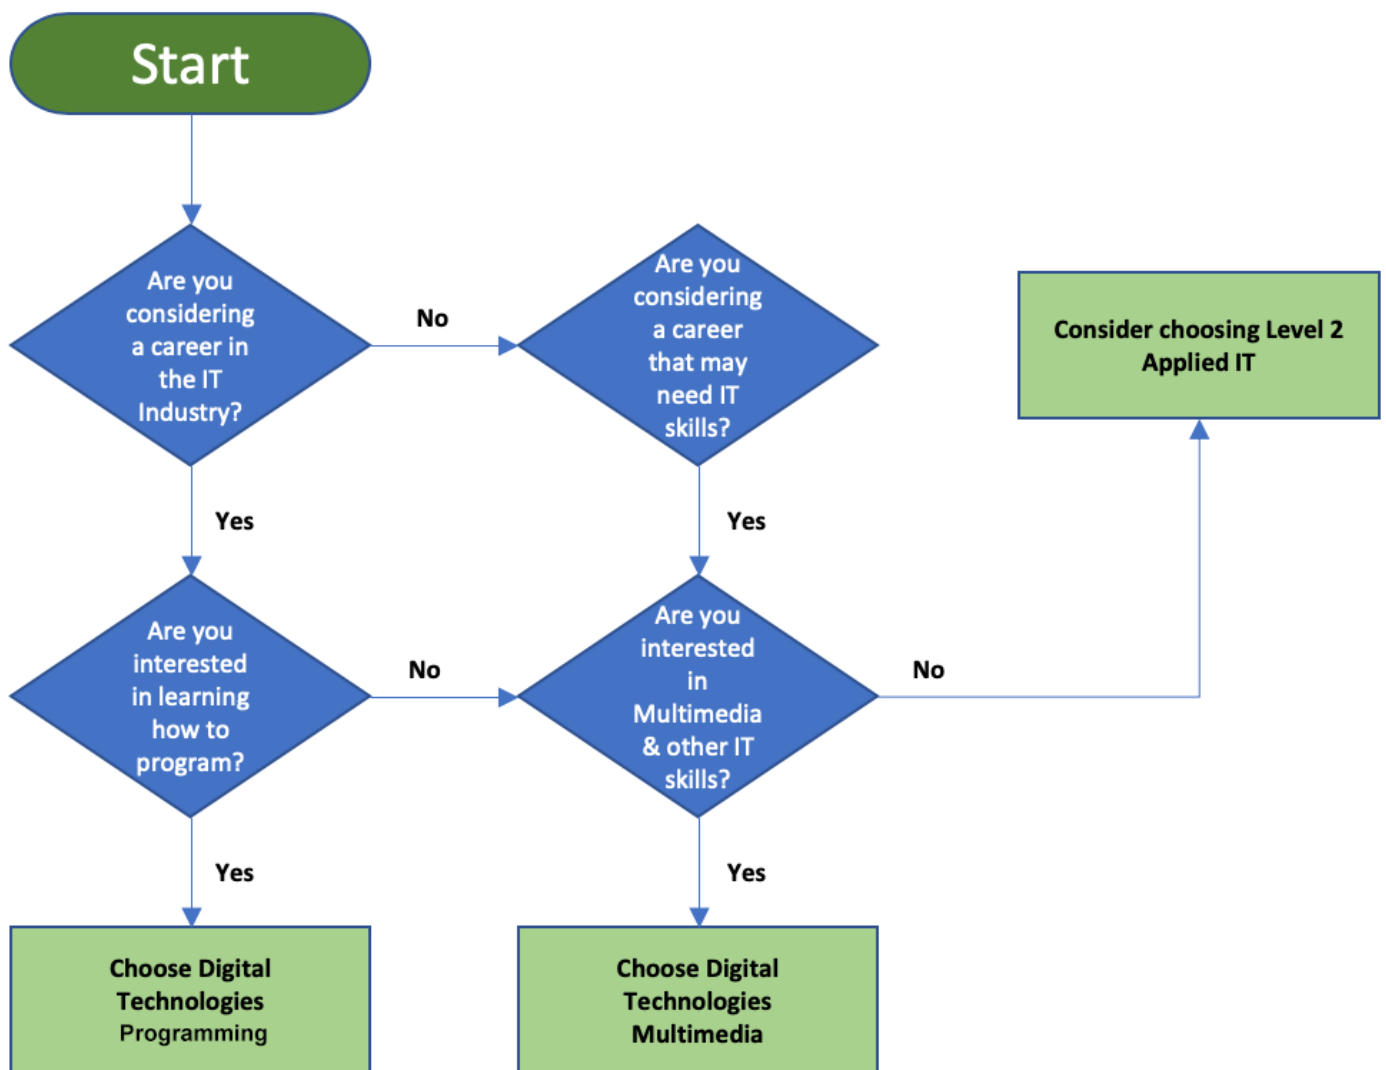 Start
Are you
considering
a career in
the IT
Industry?
No
Are you
considering
a career
that may
need IT
skills?
Consider choosing Level 2
Applied IT
Yes
Yes
Are you
interested
in learning
how to
program?
No
Are you
interested
in
Multimedia
& other IT
skills?
No
Yes
Yes
Choose Digital
Technologies
Programming
Choose Digital
Technologies
Multimedia